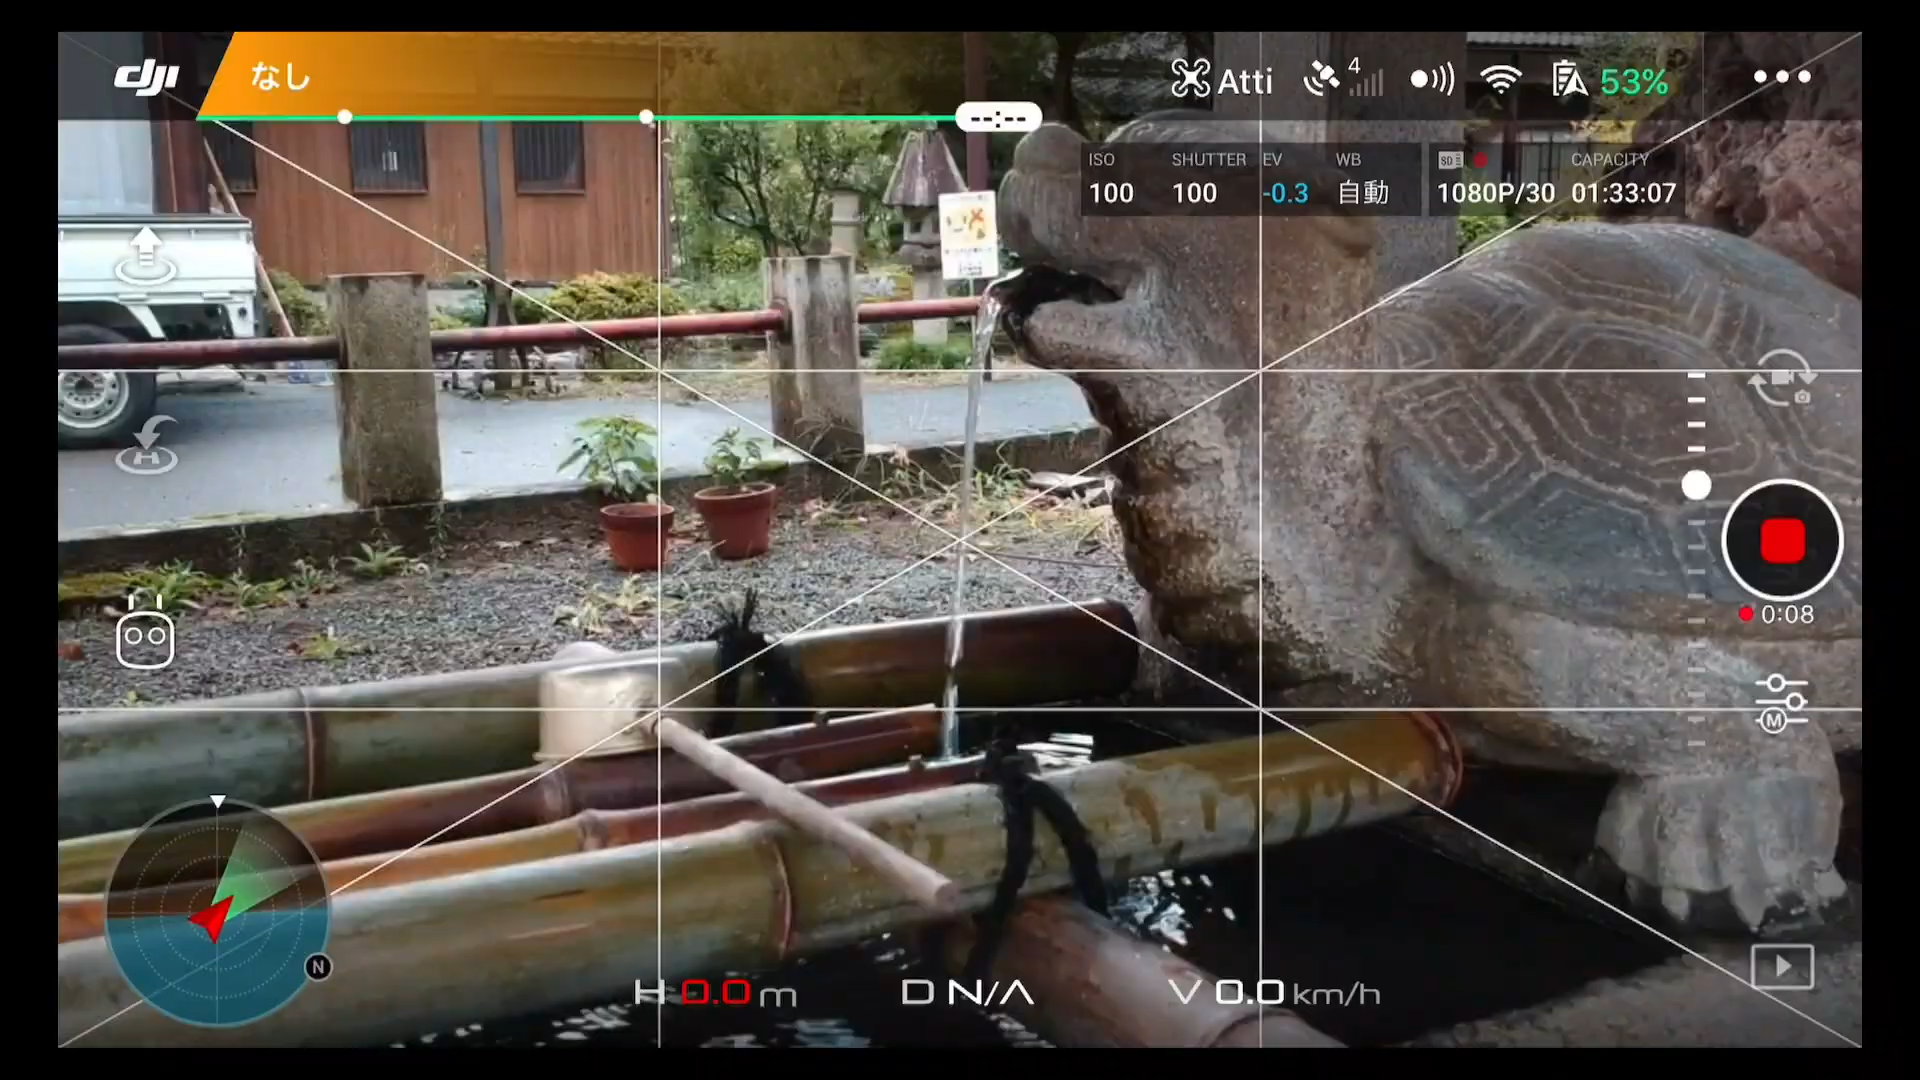 dji なし Atti 4 53%
--:--
ISO SHUTTER EV WB SD CAPACITY
100 100 -0.3 自動 1080P/30 01:33:07
0:08
M
N
H 0.0 m D N/A V 0.0 km/h